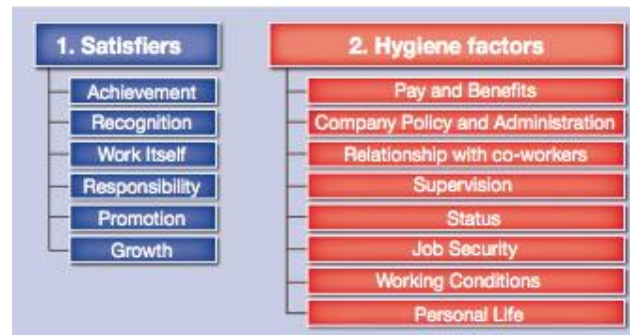 1. Satisfiers
Achievement
Recognition
Work Itself
Responsibility
Promotion
Growth
2. Hygiene factors
Pay and Benefits
Company Policy and Administration
Relationship with co-workers
Supervision
Status
Job Security
Working Conditions
Personal Life